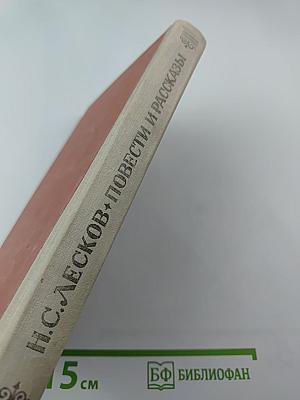 Н.С.ЛЕСКОВ✦ПОВЕСТИ И РАССКАЗЫ
15 см
БФ БИБЛИОФАН